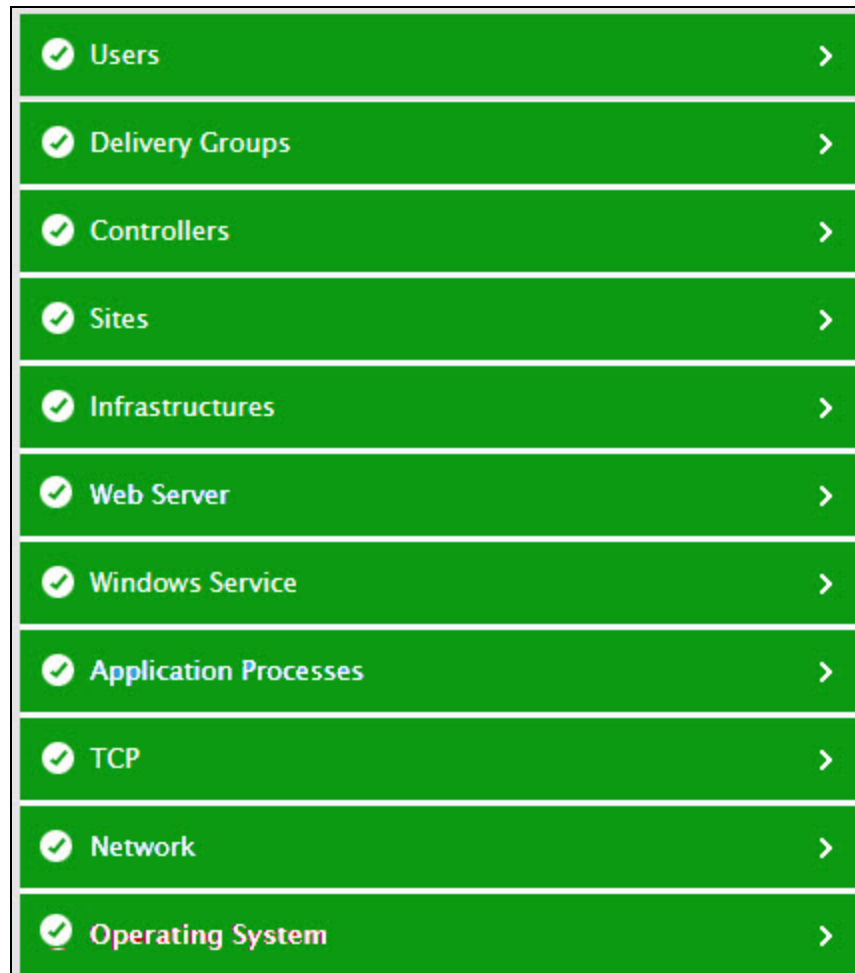 Users
Delivery Groups
Controllers
Sites
Infrastructures
Web Server
Windows Service
Application Processes
TCP
Network
Operating System